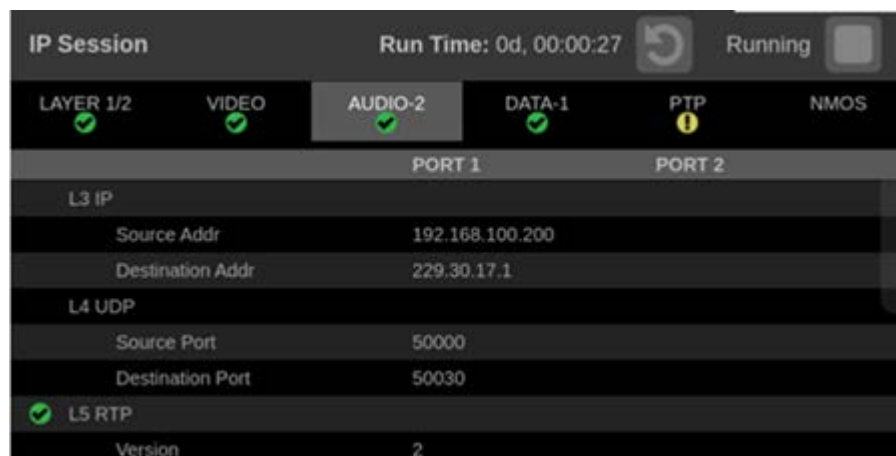 IP Session Run Time: 0d, 00:00:27 Running
LAYER 1/2 VIDEO AUDIO-2 DATA-1 PTP NMOS
PORT 1 PORT 2
L3 IP
Source Addr 192.168.100.200
Destination Addr 229.30.17.1
L4 UDP
Source Port 50000
Destination Port 50030
L5 RTP
Version 2